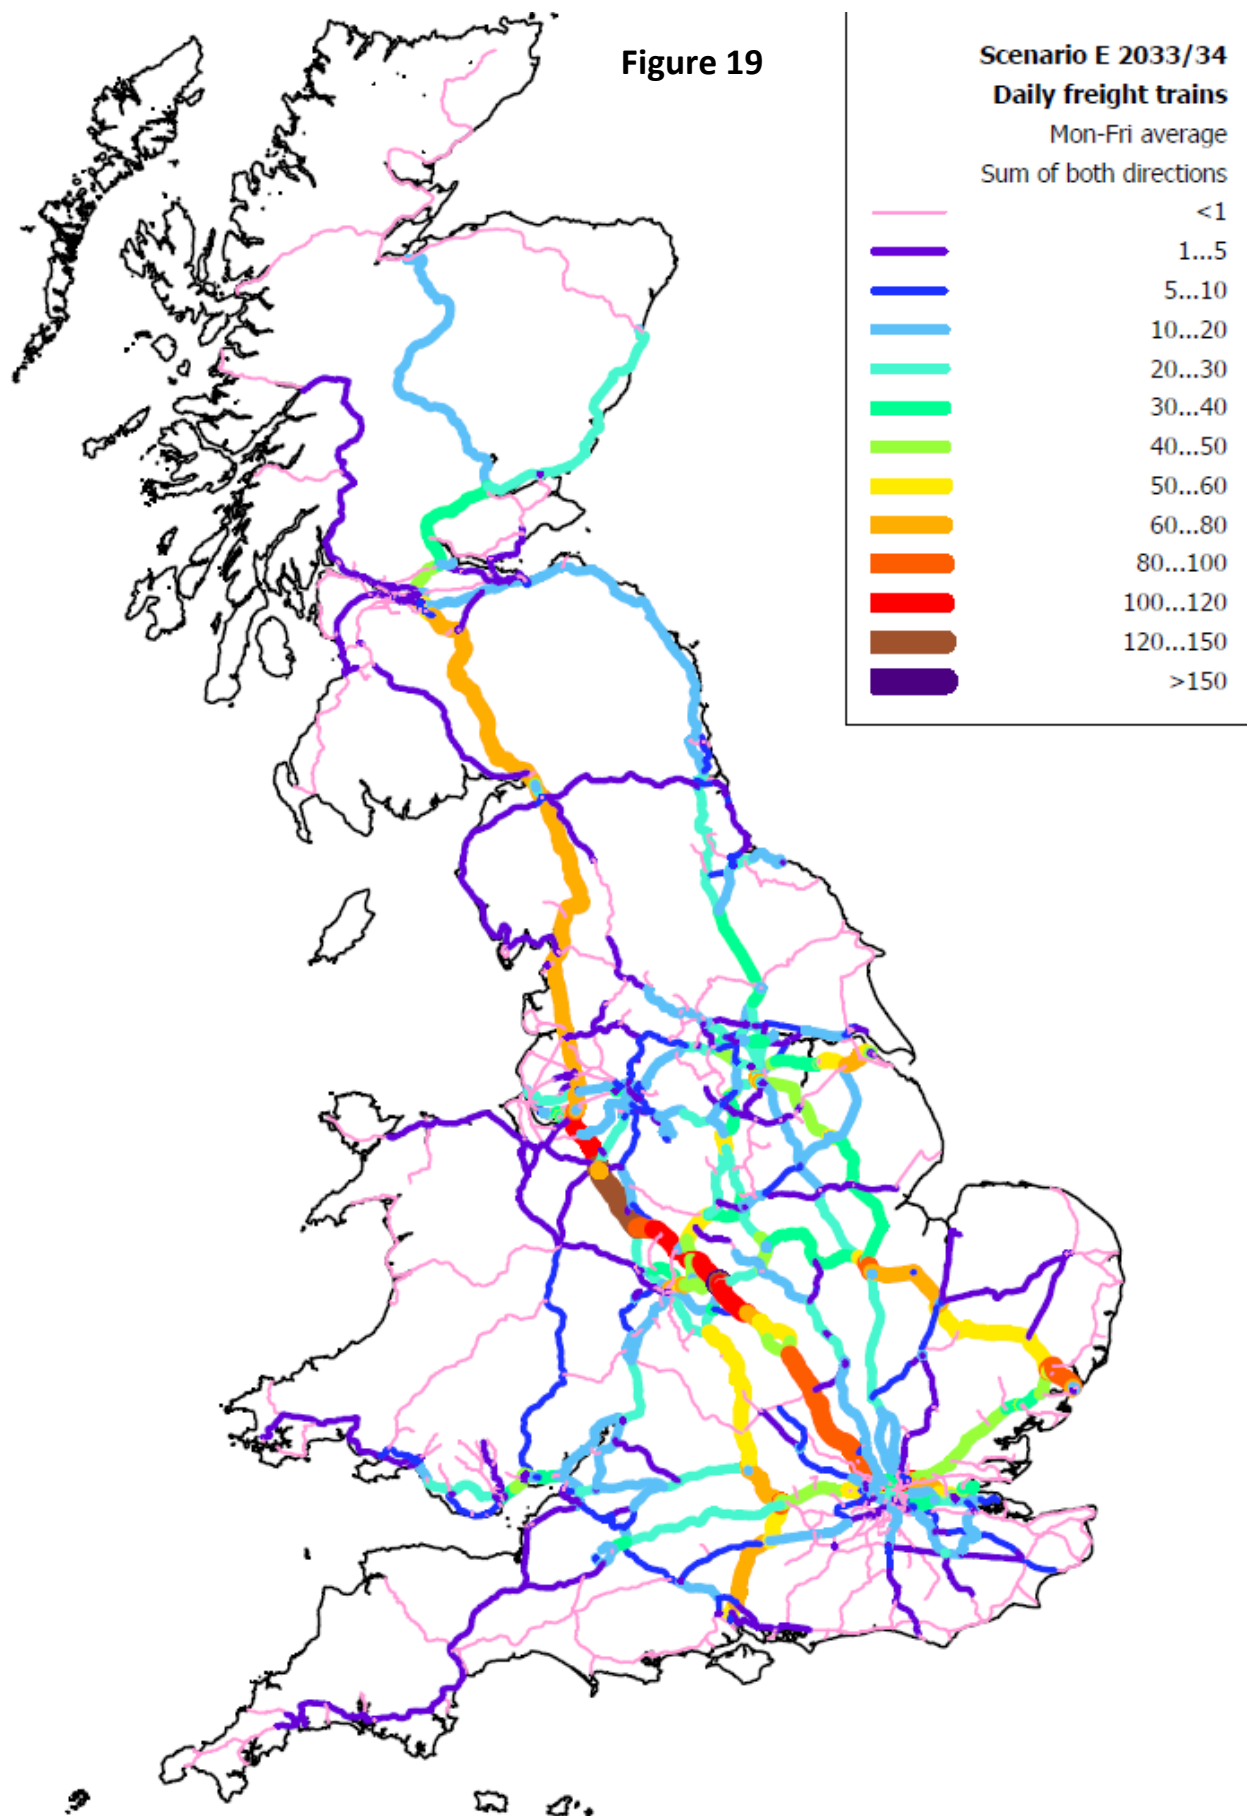 Figure 19
Scenario E 2033/34
Daily freight trains
Mon-Fri average
Sum of both directions
<1
1...5
5...10
10...20
20...30
30...40
40...50
50...60
60...80
80...100
100...120
120...150
>150